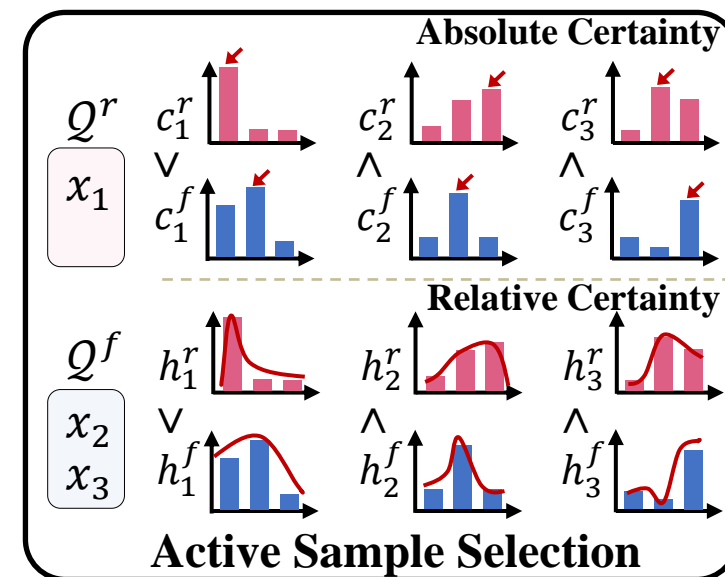 Absolute Certainty
𝒬^r c_1^r c_2^r c_3^r
x_1 ∨ ∧ ∧
c_1^f c_2^f c_3^f
Relative Certainty
𝒬^f h_1^r h_2^r h_3^r
x_2 ∨ ∧ ∧
x_3 h_1^f h_2^f h_3^f
Active Sample Selection